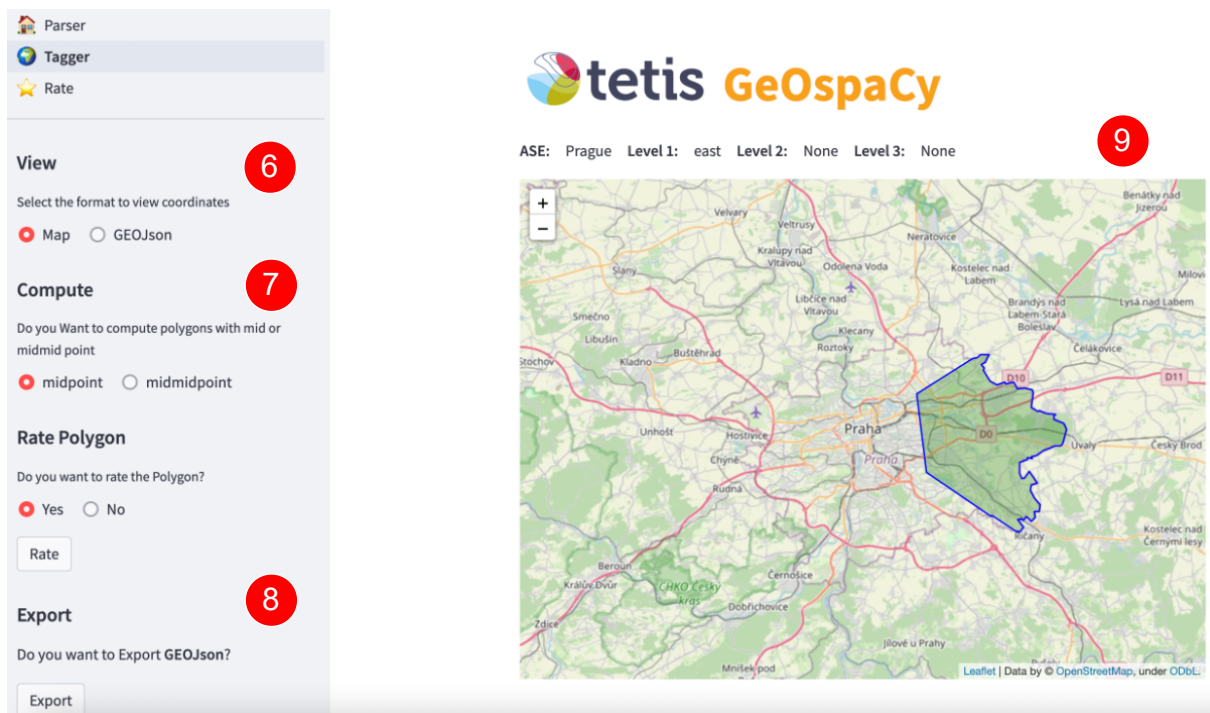 Parser
Tagger
Rate
View
6
Select the format to view coordinates
Map GEOJson
Compute
7
Do you Want to compute polygons with mid or
midmid point
midpoint midmidpoint
Rate Polygon
Do you want to rate the Polygon?
Yes No
Rate
Export
8
Do you want to Export GEOJson?
Export
tetis GeOspaCy
9
ASE: Prague Level 1: east Level 2: None Level 3: None
+
−
Benátky nad
Jizerou
Velvary
Veltrusy
Neratovice
Kralupy nad
Vltavou
Odolena Voda
Kostelec nad
Labem
Slaný
Milovi
Libčice nad
Vltavou
Brandýs nad
Labem-Stará
Boleslav
Lysá nad Labem
Smečno
Klecany
Libušín
Roztoky
Čelákovice
Buštěhrad
Stochov
Kladno
D10
D11
Praha
Unhošť
Hostivice
D0
Úvaly
Český Brod
Chýně
Praha
Rudná
Říčany
Kostelec nad
Černými lesy
Beroun
Černošice
Králův Dvůr
CHKO Český
kras
Dobřichovice
Zdice
Jílové u Prahy
Mníšek pod
Leaflet | Data by © OpenStreetMap, under ODbL.